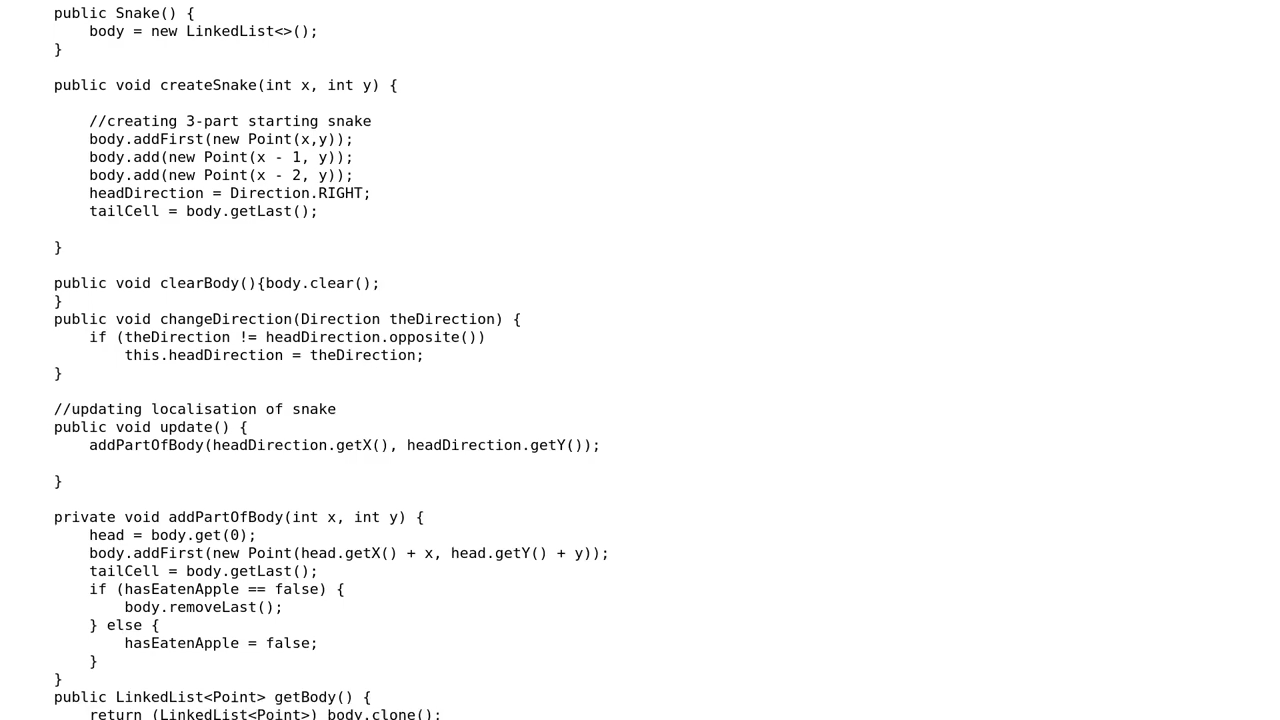 public Snake() {
    body = new LinkedList<>();
}

public void createSnake(int x, int y) {

    //creating 3-part starting snake
    body.addFirst(new Point(x,y));
    body.add(new Point(x - 1, y));
    body.add(new Point(x - 2, y));
    headDirection = Direction.RIGHT;
    tailCell = body.getLast();

}

public void clearBody(){body.clear();
}
public void changeDirection(Direction theDirection) {
    if (theDirection != headDirection.opposite())
        this.headDirection = theDirection;
}

//updating localisation of snake
public void update() {
    addPartOfBody(headDirection.getX(), headDirection.getY());

}

private void addPartOfBody(int x, int y) {
    head = body.get(0);
    body.addFirst(new Point(head.getX() + x, head.getY() + y));
    tailCell = body.getLast();
    if (hasEatenApple == false) {
        body.removeLast();
    } else {
        hasEatenApple = false;
    }
}
public LinkedList<Point> getBody() {
    return (LinkedList<Point>) body.clone();